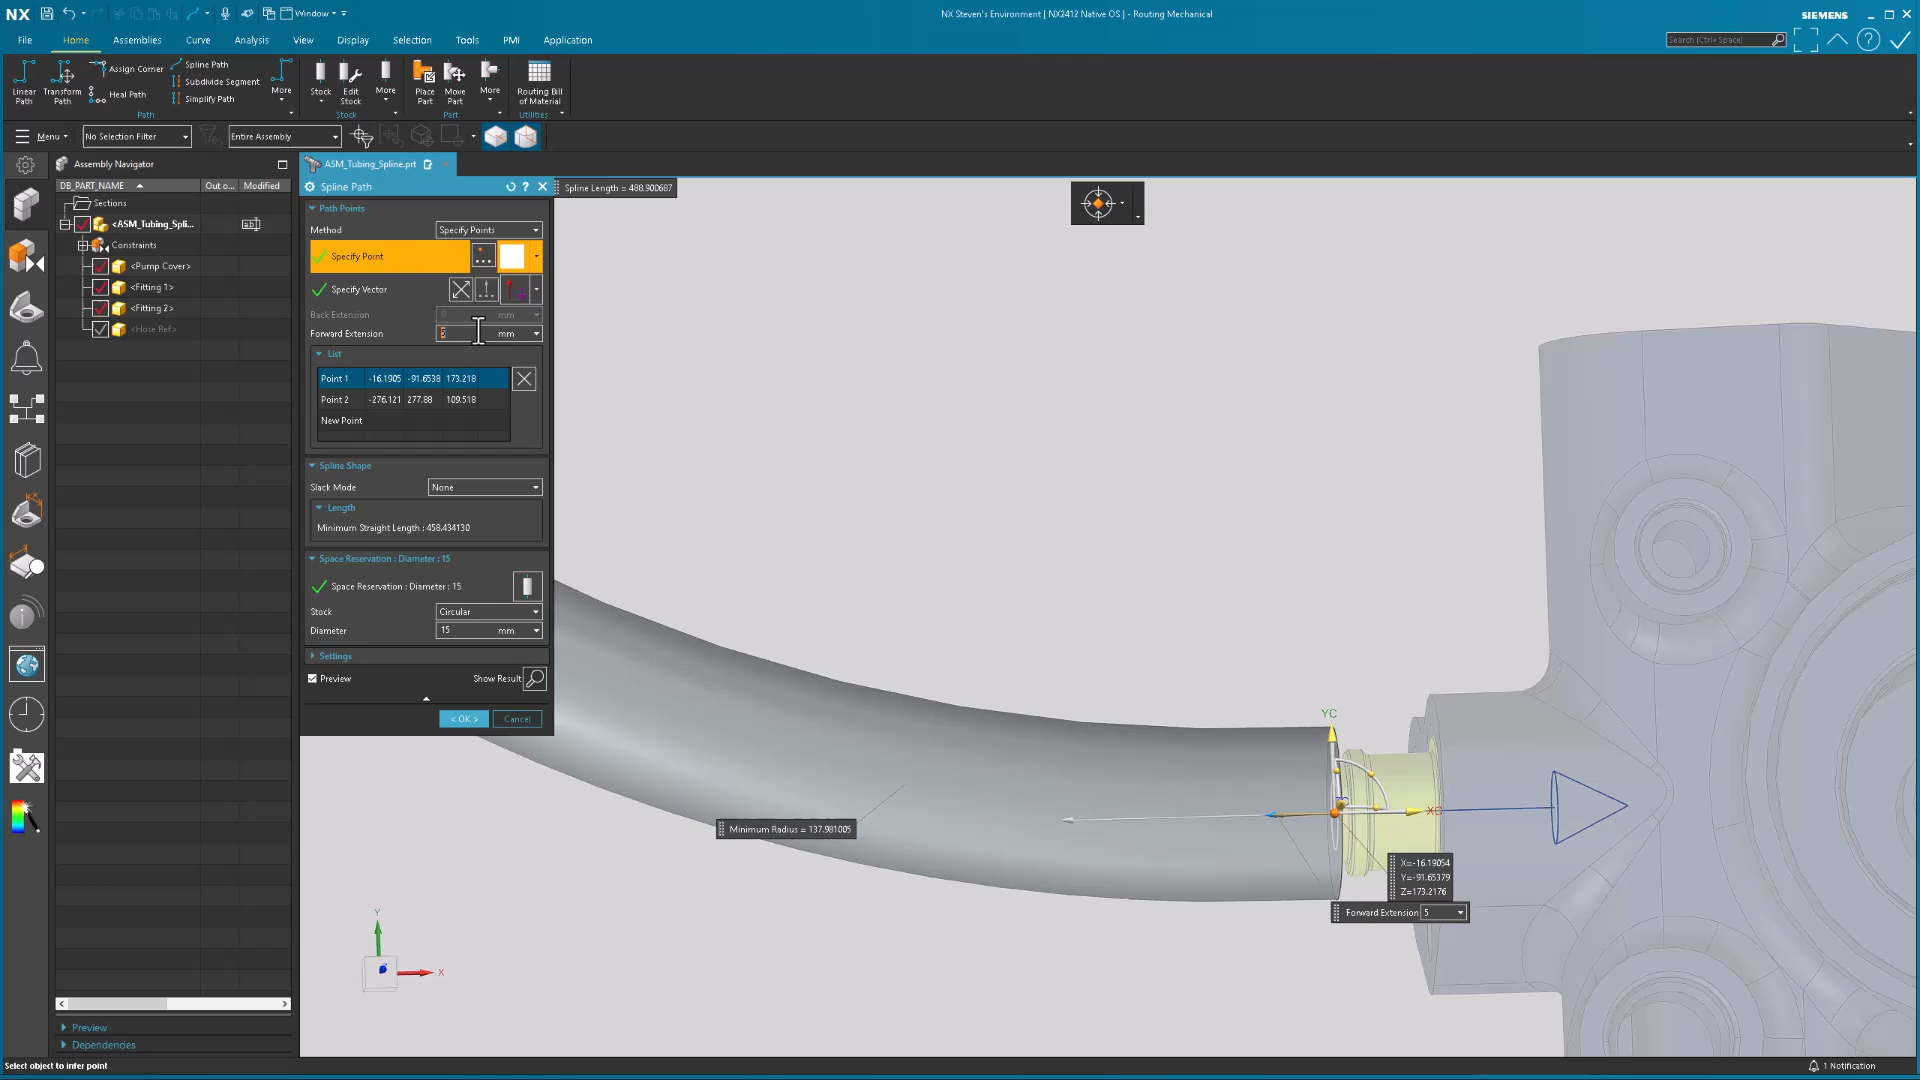 NX
Window
NX Steven's Environment [ NX2412 Native OS ] - Routing Mechanical
SIEMENS
File
Home
Assemblies
Curve
Analysis
View
Display
Selection
Tools
PMI
Application
Search (Ctrl+Space)
Linear Path
Transform Path
Assign Corner
Heal Path
Spline Path
Subdivide Segment
Simplify Path
More
Path
Stock
Edit Stock
More
Stock
Place Part
Move Part
More
Part
Routing Bill of Material
Utilities
Menu
No Selection Filter
Entire Assembly
Assembly Navigator
DB_PART_NAME
Out o...
Modified
Sections
<ASM_Tubing_Spli...
Constraints
<Pump Cover>
<Fitting 1>
<Fitting 2>
<Hose Ref>
Preview
Dependencies
ASM_Tubing_Spline.prt
Spline Path
Path Points
Method
Specify Points
Specify Point
Specify Vector
Back Extension
0 mm
Forward Extension
5 mm
List
Point 1 -16.1905 -91.6538 173.218
Point 2 -276.121 277.88 109.518
New Point
Spline Shape
Slack Mode
None
Length
Minimum Straight Length : 458.434130
Space Reservation : Diameter : 15
Space Reservation : Diameter : 15
Stock
Circular
Diameter
15 mm
Settings
Preview
Show Result
< OK >
Cancel
Spline Length = 488.900687
Minimum Radius = 137.981005
YC
XC
X=-16.19054
Y=-91.65379
Z=173.2176
Forward Extension 5
Y
X
Select object to infer point
1 Notification